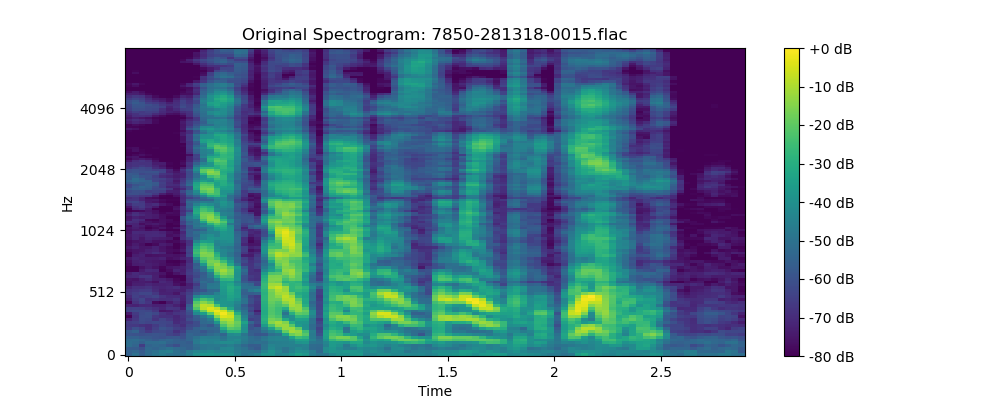 Original Spectrogram: 7850-281318-0015.flac
Hz
4096
2048
1024
512
0
0 0.5 1 1.5 2 2.5
Time
+0 dB
-10 dB
-20 dB
-30 dB
-40 dB
-50 dB
-60 dB
-70 dB
-80 dB